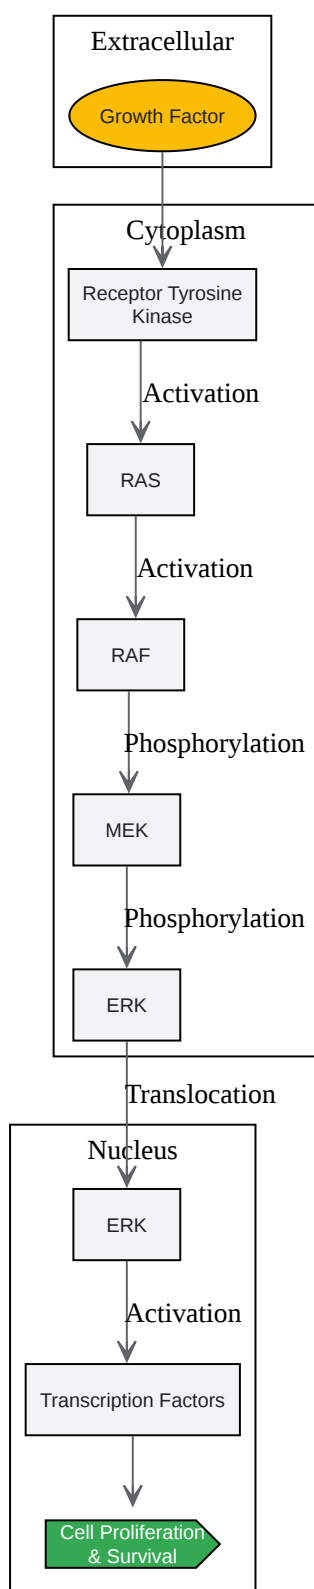 Extracellular
Growth Factor
Cytoplasm
Receptor Tyrosine
Kinase
Activation
RAS
Activation
RAF
Phosphorylation
MEK
Phosphorylation
ERK
Translocation
Nucleus
ERK
Activation
Transcription Factors
Cell Proliferation
& Survival